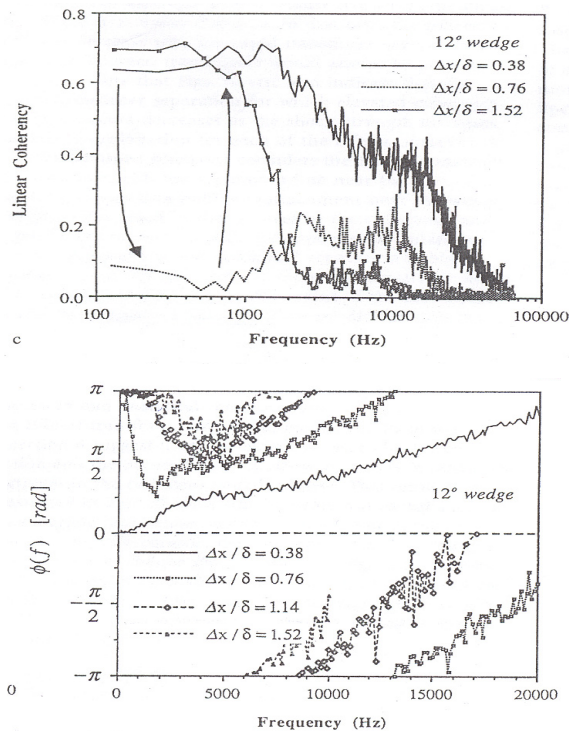 0.8
0.6
0.4
0.2
0.0
Linear Coherency
12° wedge
Δx/δ = 0.38
Δx/δ = 0.76
Δx/δ = 1.52
100
1000
10000
100000
Frequency (Hz)
c
π
π/2
0
−π/2
−π
ϕ(f) [rad]
12° wedge
Δx / δ = 0.38
Δx / δ = 0.76
Δx / δ = 1.14
Δx / δ = 1.52
0
5000
10000
15000
20000
Frequency (Hz)
0